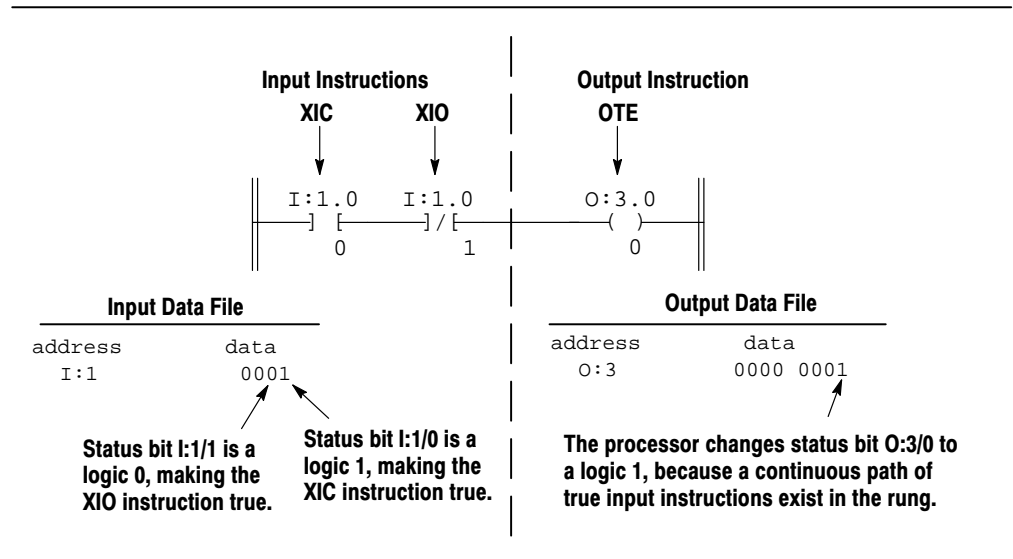 Input Instructions
Output Instruction
XIC XIO
OTE
I:1.0 I:1.0 O:3.0
] [ ]/[ ( )
0 1 0
Input Data File
address data
I:1 0001
Status bit I:1/1 is a
logic 0, making the
XIO instruction true.
Status bit I:1/0 is a
logic 1, making the
XIC instruction true.
Output Data File
address data
O:3 0000 0001
The processor changes status bit O:3/0 to
a logic 1, because a continuous path of
true input instructions exist in the rung.